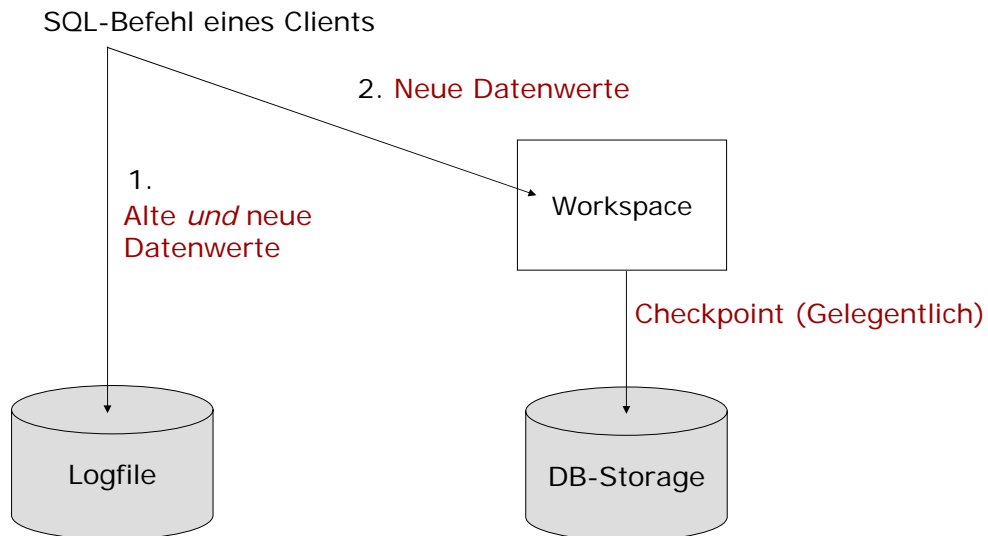 SQL-Befehl eines Clients
2. Neue Datenwerte
1.
Alte und neue
Datenwerte
Workspace
Checkpoint (Gelegentlich)
Logfile
DB-Storage